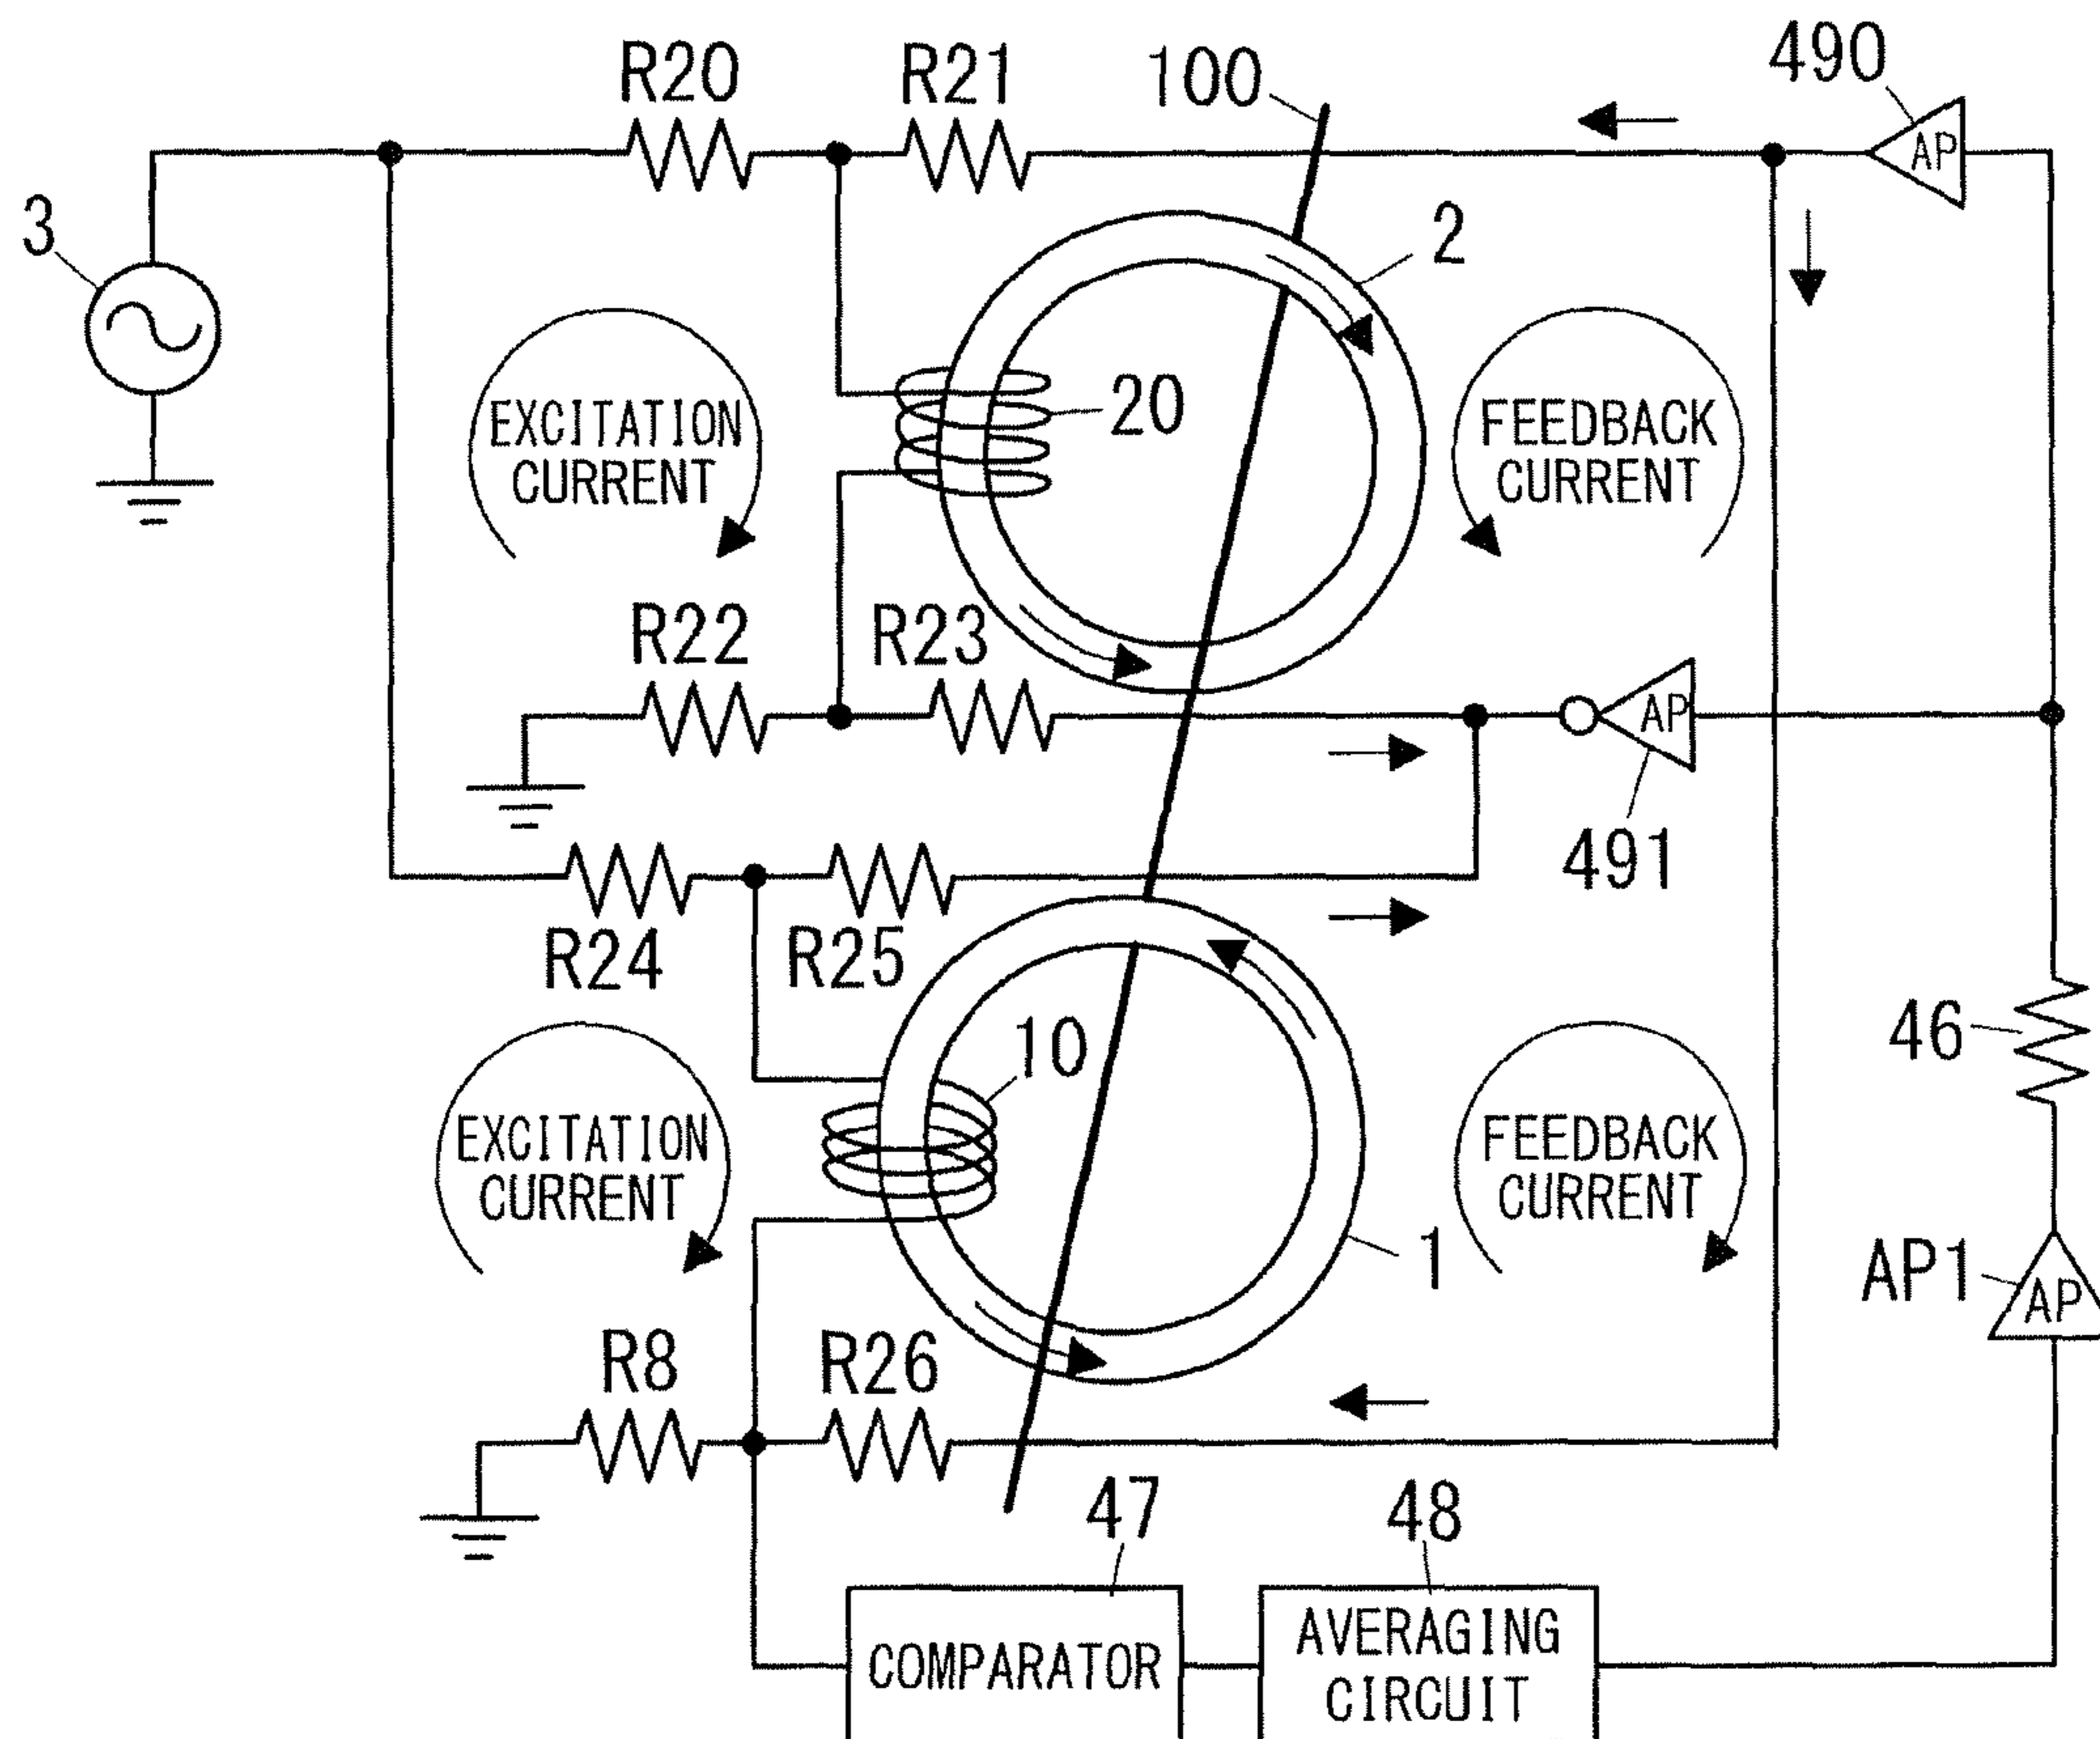 R20
R21
100
490
AP
3
2
EXCITATION
CURRENT
20
FEEDBACK
CURRENT
R22
R23
AP
491
R24
R25
10
46
EXCITATION
CURRENT
FEEDBACK
CURRENT
1
AP1
AP
R8
R26
47
48
COMPARATOR
AVERAGING
CIRCUIT